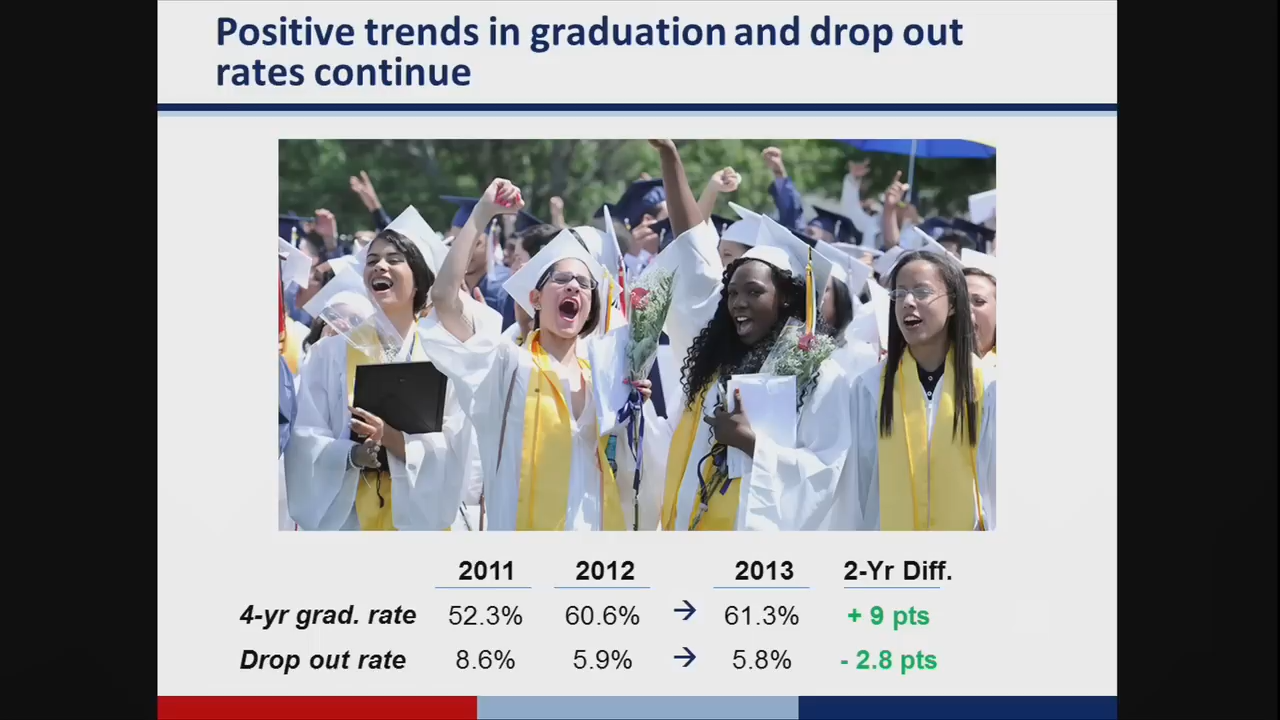 Positive trends in graduation and drop out
rates continue
2011 2012 2013 2-Yr Diff.
4-yr grad. rate 52.3% 60.6% → 61.3% + 9 pts
Drop out rate 8.6% 5.9% → 5.8% - 2.8 pts